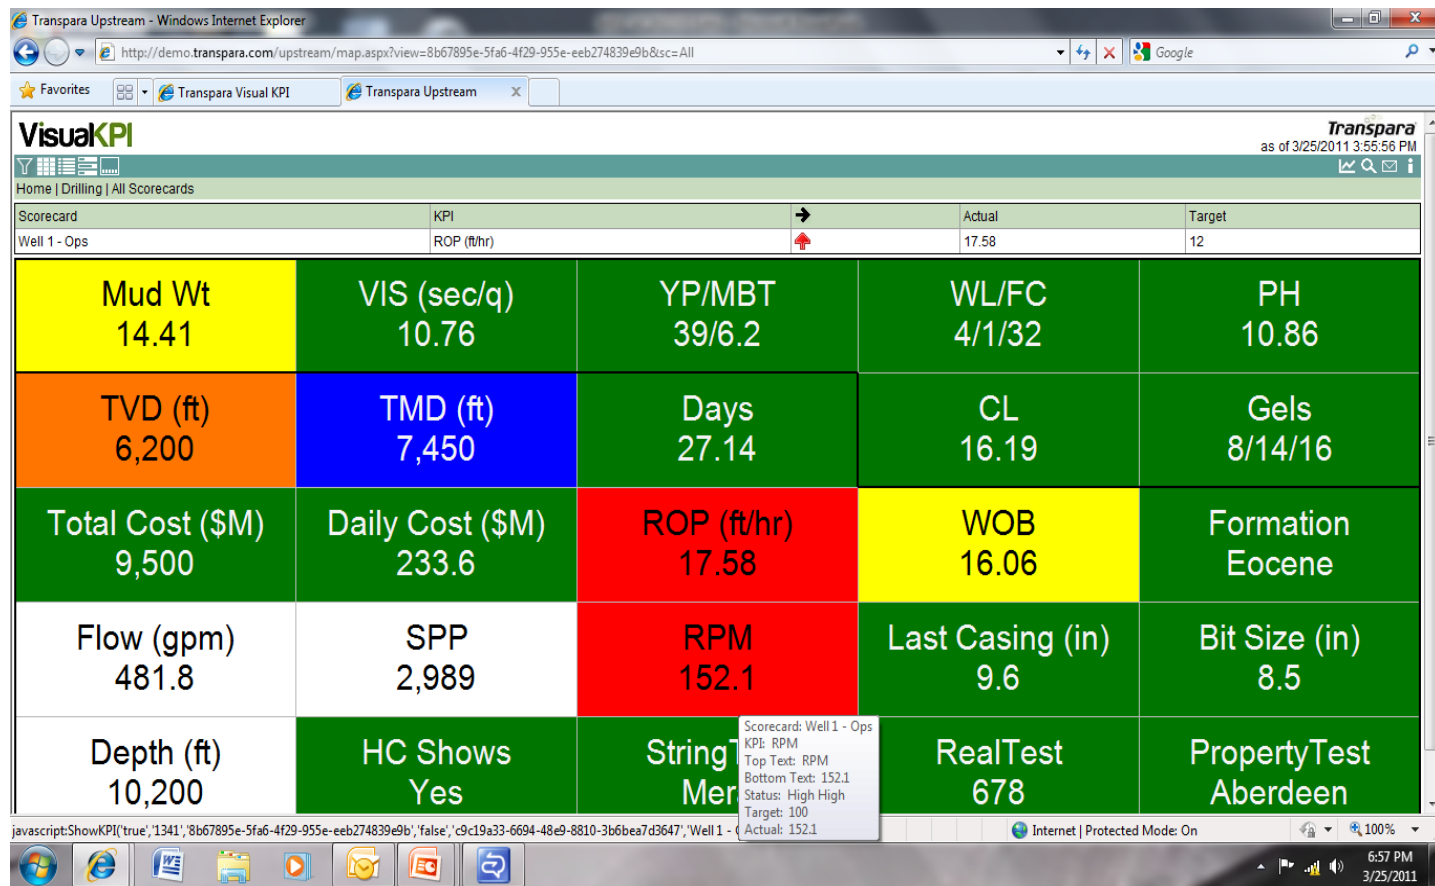 Transpara Upstream - Windows Internet Explorer
http://demo.transpara.com/upstream/map.aspx?view=8b67895e-5fa6-4f29-955e-eeb274839e9b&sc=All
Google
Favorites
Transpara Visual KPI
Transpara Upstream
VisualKPI
Transpara
as of 3/25/2011 3:55:56 PM
Home | Drilling | All Scorecards
Scorecard KPI Actual Target
Well 1 - Ops ROP (ft/hr) 17.58 12
Mud Wt VIS (sec/q) YP/MBT WL/FC PH
14.41 10.76 39/6.2 4/1/32 10.86
TVD (ft) TMD (ft) Days CL Gels
6,200 7,450 27.14 16.19 8/14/16
Total Cost ($M) Daily Cost ($M) ROP (ft/hr) WOB Formation
9,500 233.6 17.58 16.06 Eocene
Flow (gpm) SPP RPM Last Casing (in) Bit Size (in)
481.8 2,989 152.1 9.6 8.5
Depth (ft) HC Shows StringT RealTest PropertyTest
10,200 Yes Mer 678 Aberdeen
Scorecard: Well 1 - Ops
KPI: RPM
Top Text: RPM
Bottom Text: 152.1
Status: High High
Target: 100
Actual: 152.1
javascript:ShowKPI('true','1341','8b67895e-5fa6-4f29-955e-eeb274839e9b','false','c9c19a33-6694-48e9-8810-3b6bea7d3647','Well 1 -
Internet | Protected Mode: On
100%
6:57 PM
3/25/2011